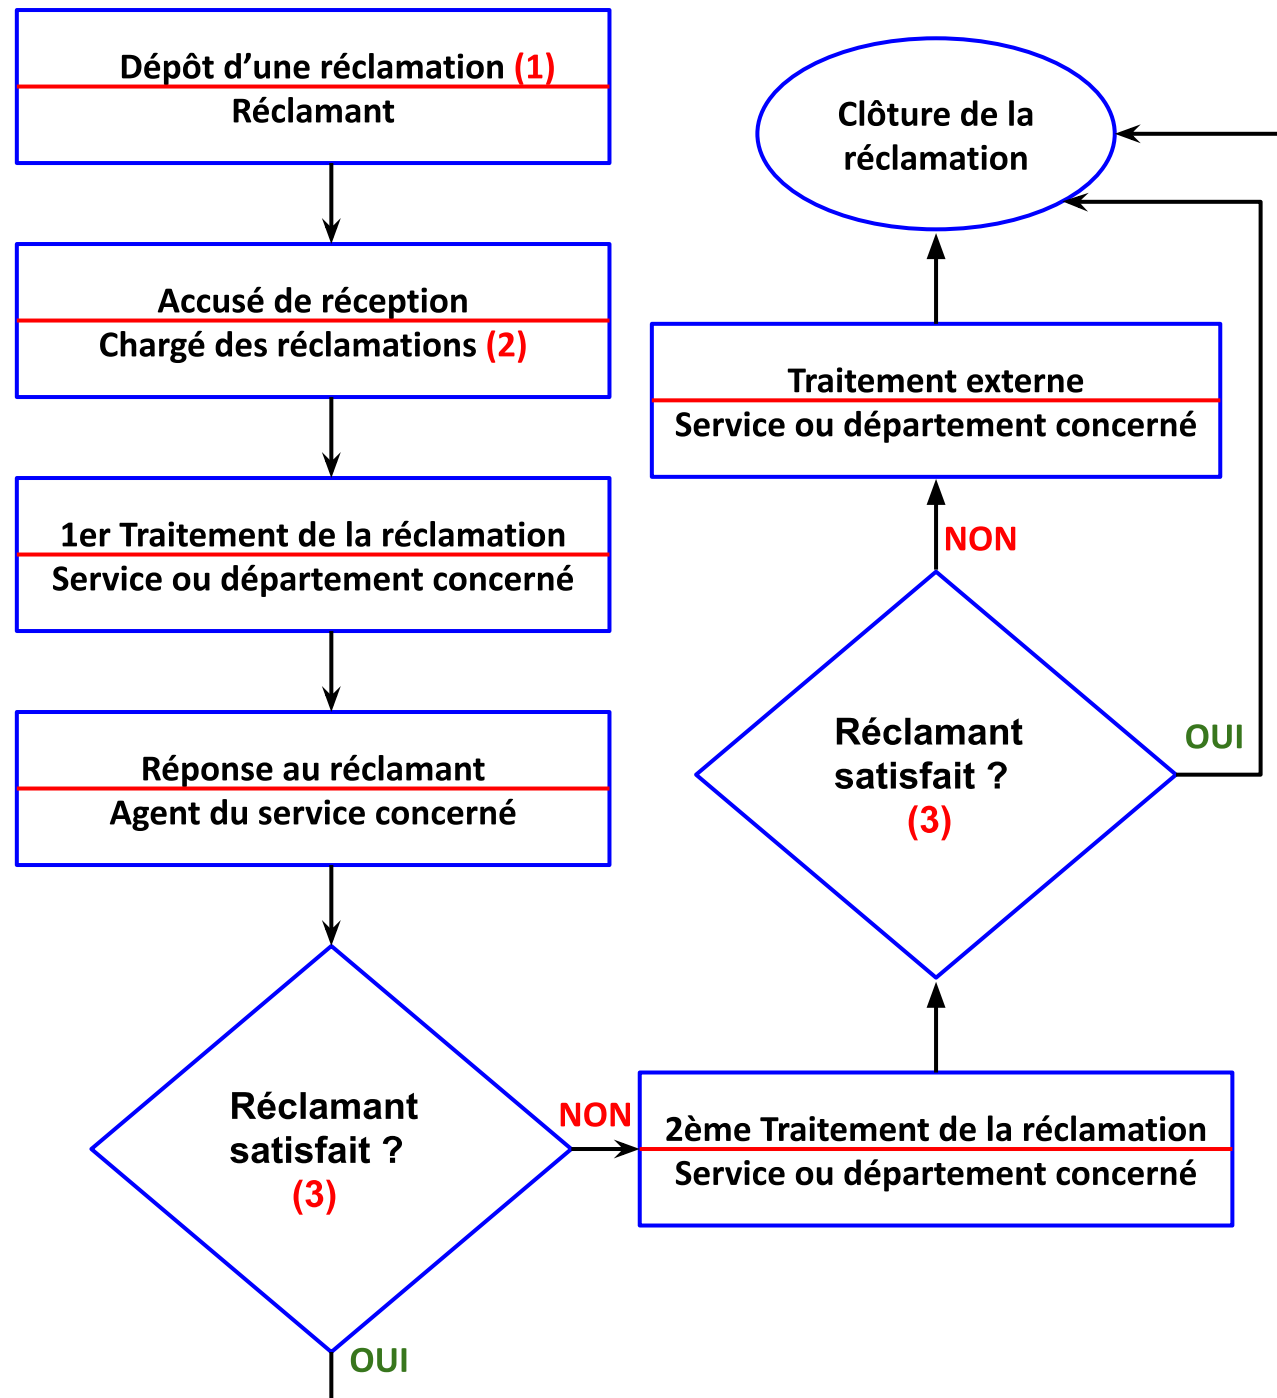 Dépôt d’une réclamation (1)
Réclamant
Accusé de réception
Chargé des réclamations (2)
1er Traitement de la réclamation
Service ou département concerné
Réponse au réclamant
Agent du service concerné
Réclamant
satisfait ?
(3)
OUI
NON
2ème Traitement de la réclamation
Service ou département concerné
Réclamant
satisfait ?
(3)
OUI
NON
Traitement externe
Service ou département concerné
Clôture de la
réclamation